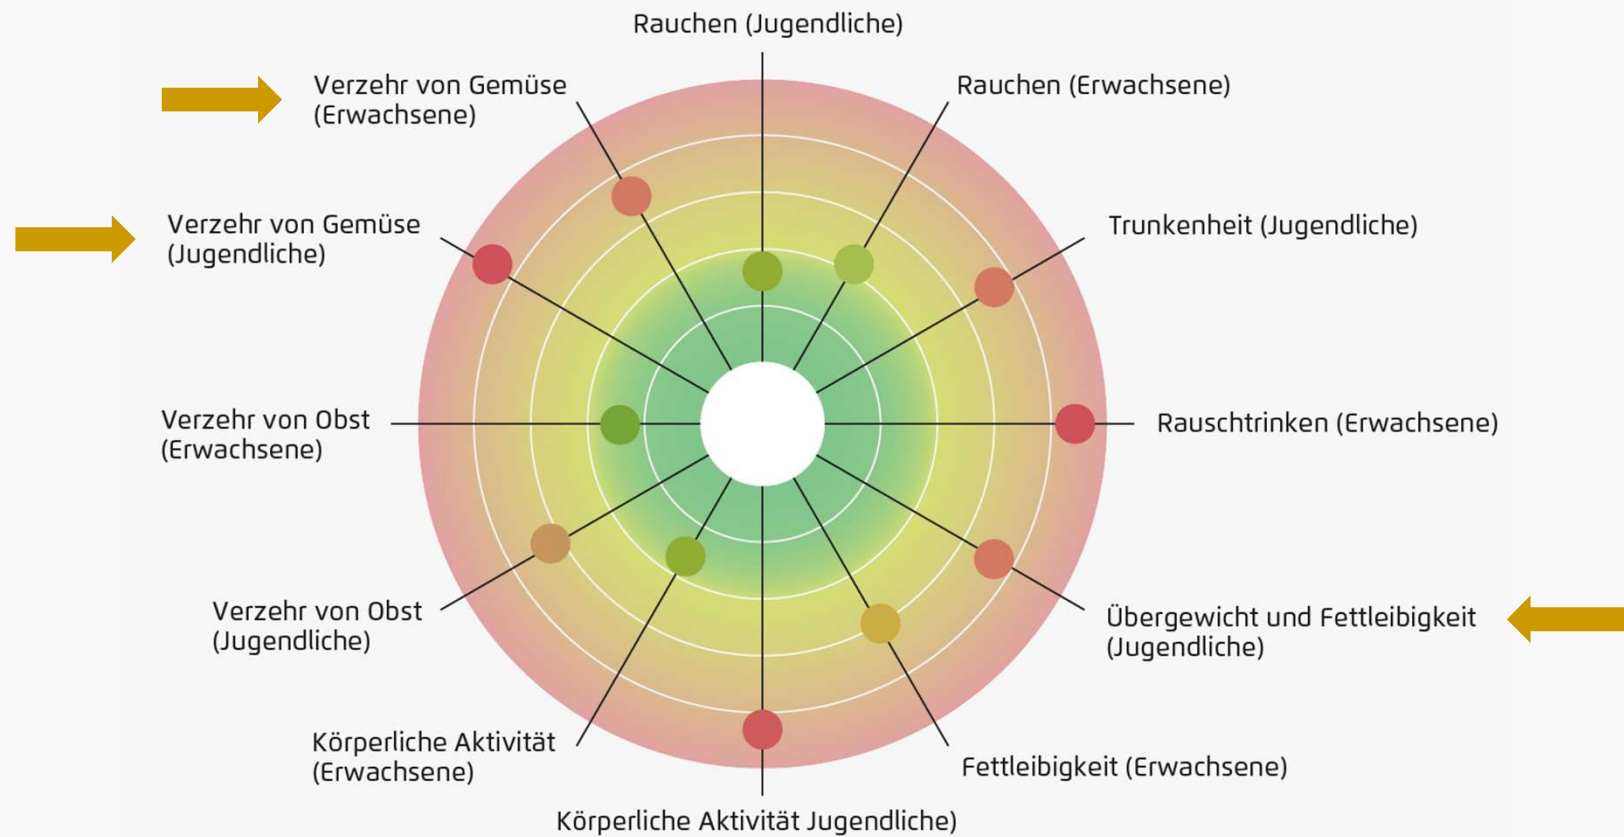 Rauchen (Jugendliche)
Verzehr von Gemüse
(Erwachsene)
Rauchen (Erwachsene)
Verzehr von Gemüse
(Jugendliche)
Trunkenheit (Jugendliche)
Verzehr von Obst
(Erwachsene)
Rauschtrinken (Erwachsene)
Verzehr von Obst
(Jugendliche)
Übergewicht und Fettleibigkeit
(Jugendliche)
Körperliche Aktivität
(Erwachsene)
Fettleibigkeit (Erwachsene)
Körperliche Aktivität Jugendliche)